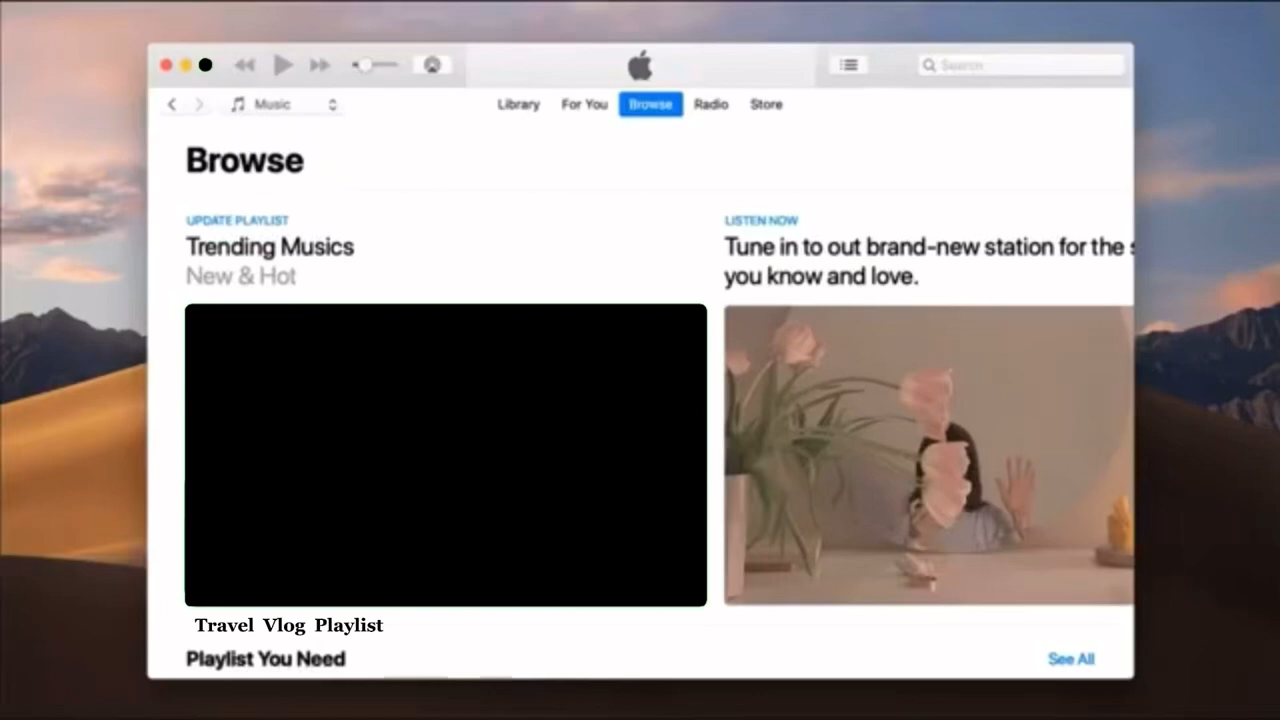 Search
Music
Library
For You
Browse
Radio
Store
Browse
UPDATE PLAYLIST
Trending Musics
New & Hot
LISTEN NOW
Tune in to out brand-new station for the s
you know and love.
Travel Vlog Playlist
Playlist You Need
See All